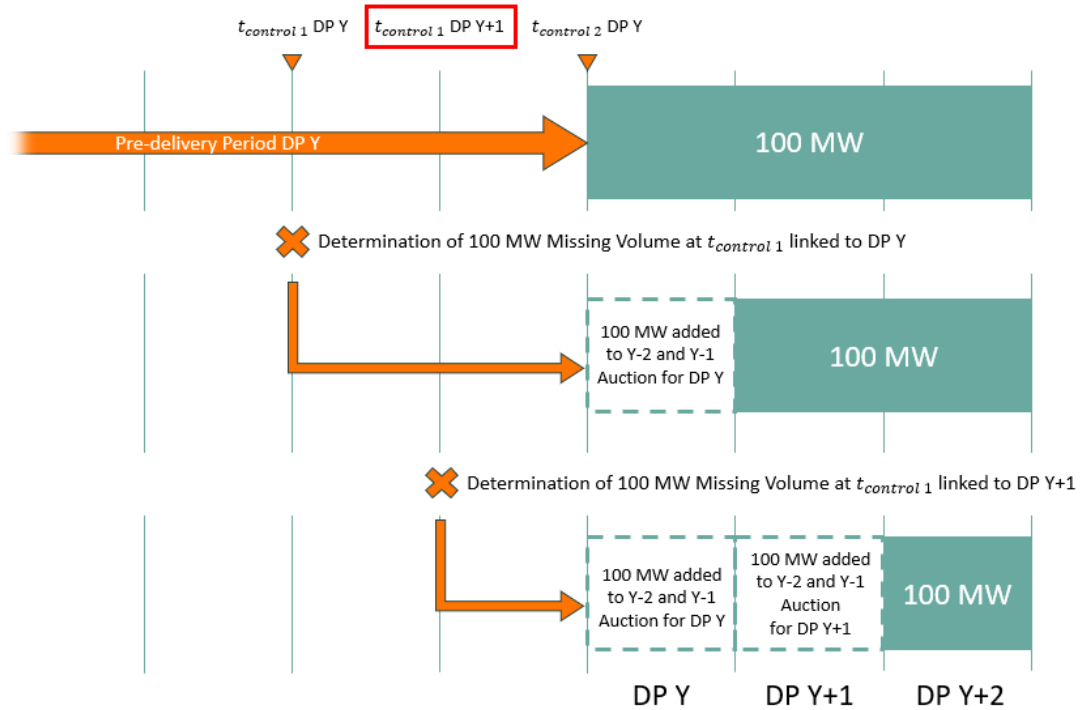 t_control 1 DP Y
t_control 1 DP Y+1
t_control 2 DP Y
Pre-delivery Period DP Y
100 MW
Determination of 100 MW Missing Volume at t_control 1 linked to DP Y
100 MW added
to Y-2 and Y-1
Auction for DP Y
100 MW
Determination of 100 MW Missing Volume at t_control 1 linked to DP Y+1
100 MW added
to Y-2 and Y-1
Auction for DP Y
100 MW added
to Y-2 and Y-1
Auction
for DP Y+1
100 MW
DP Y
DP Y+1
DP Y+2